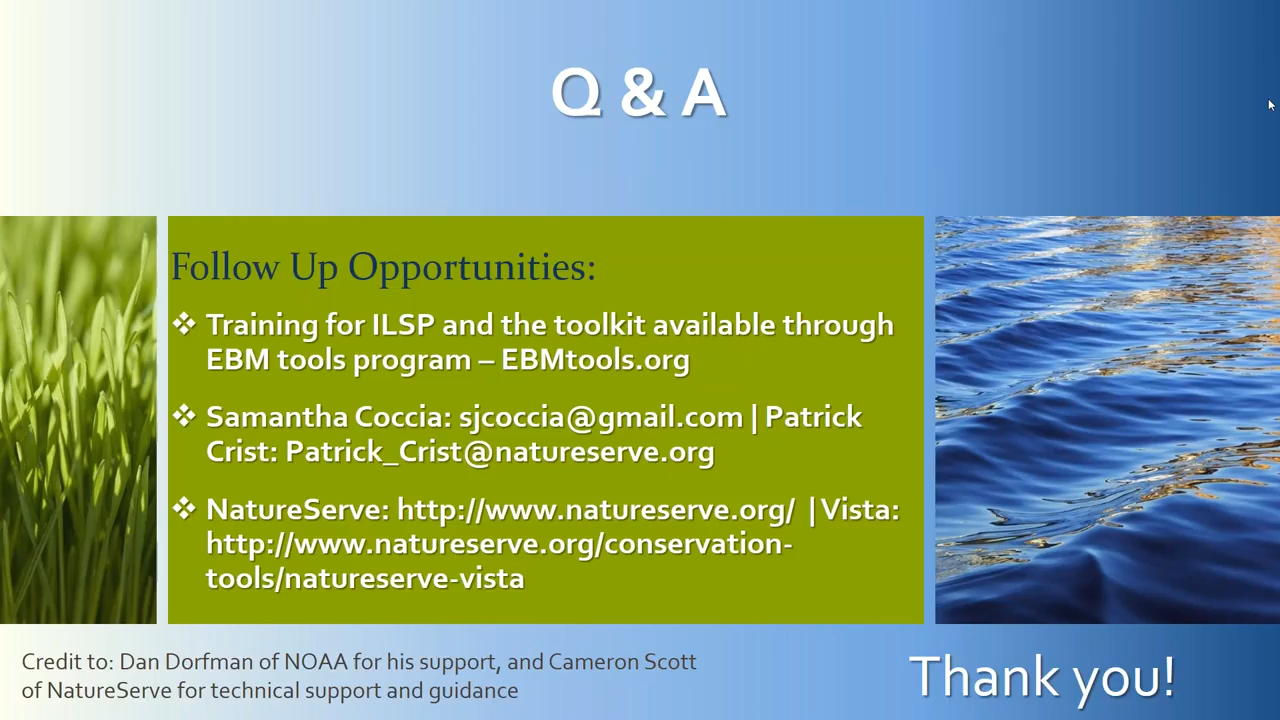 Q & A
Follow Up Opportunities:
❖ Training for ILSP and the toolkit available through
EBM tools program – EBMtools.org
❖ Samantha Coccia: sjcoccia@gmail.com | Patrick
Crist: Patrick_Crist@natureserve.org
❖ NatureServe: http://www.natureserve.org/ | Vista:
http://www.natureserve.org/conservation-
tools/natureserve-vista
Credit to: Dan Dorfman of NOAA for his support, and Cameron Scott
of NatureServe for technical support and guidance
Thank you!